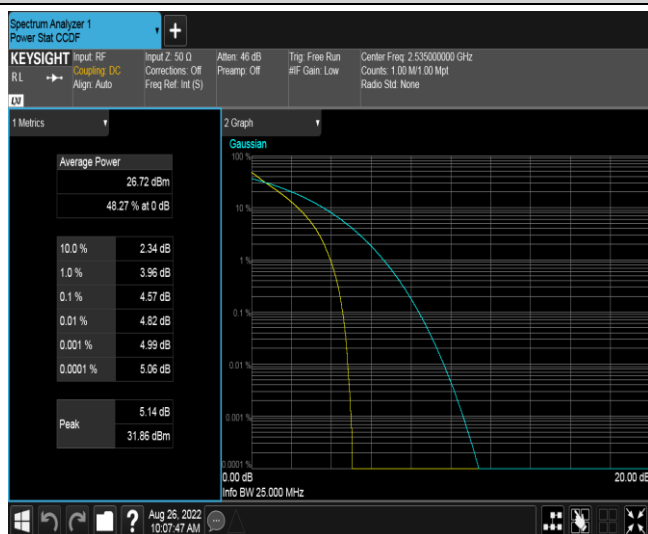 Spectrum Analyzer 1
Power Stat CCDF
KEYSIGHT
RL
LXI
Input: RF
Coupling: DC
Align: Auto
Input Z: 50 Ω
Corrections: Off
Freq Ref: Int (S)
Atten: 46 dB
Preamp: Off
Trig: Free Run
#IF Gain: Low
Center Freq: 2.535000000 GHz
Counts: 1.00 M/1.00 Mpt
Radio Std: None
1 Metrics
Average Power
26.72 dBm
48.27 % at 0 dB
10.0 % 2.34 dB
1.0 % 3.96 dB
0.1 % 4.57 dB
0.01 % 4.82 dB
0.001 % 4.99 dB
0.0001 % 5.06 dB
Peak
5.14 dB
31.86 dBm
2 Graph
Gaussian
100 %
10 %
1 %
0.1 %
0.01 %
0.001 %
0.0001 %
0.00 dB
20.00 dB
Info BW 25.000 MHz
?
Aug 26, 2022
10:07:47 AM